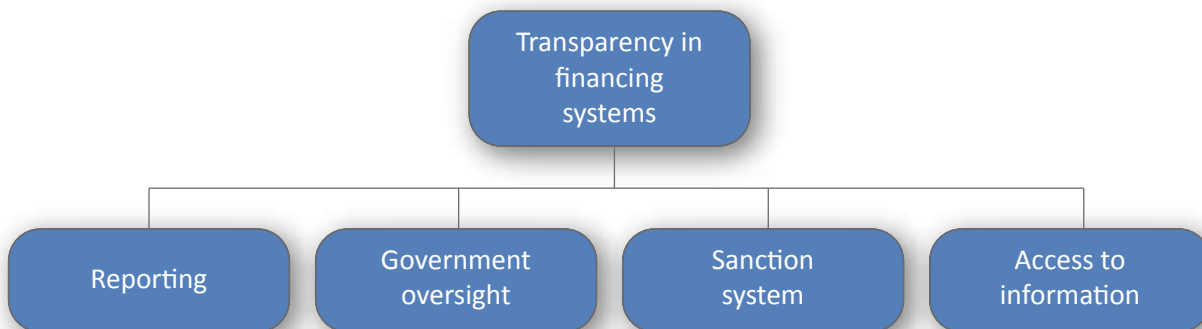 Transparency in
financing
systems
Reporting
Government
oversight
Sanction
system
Access to
information